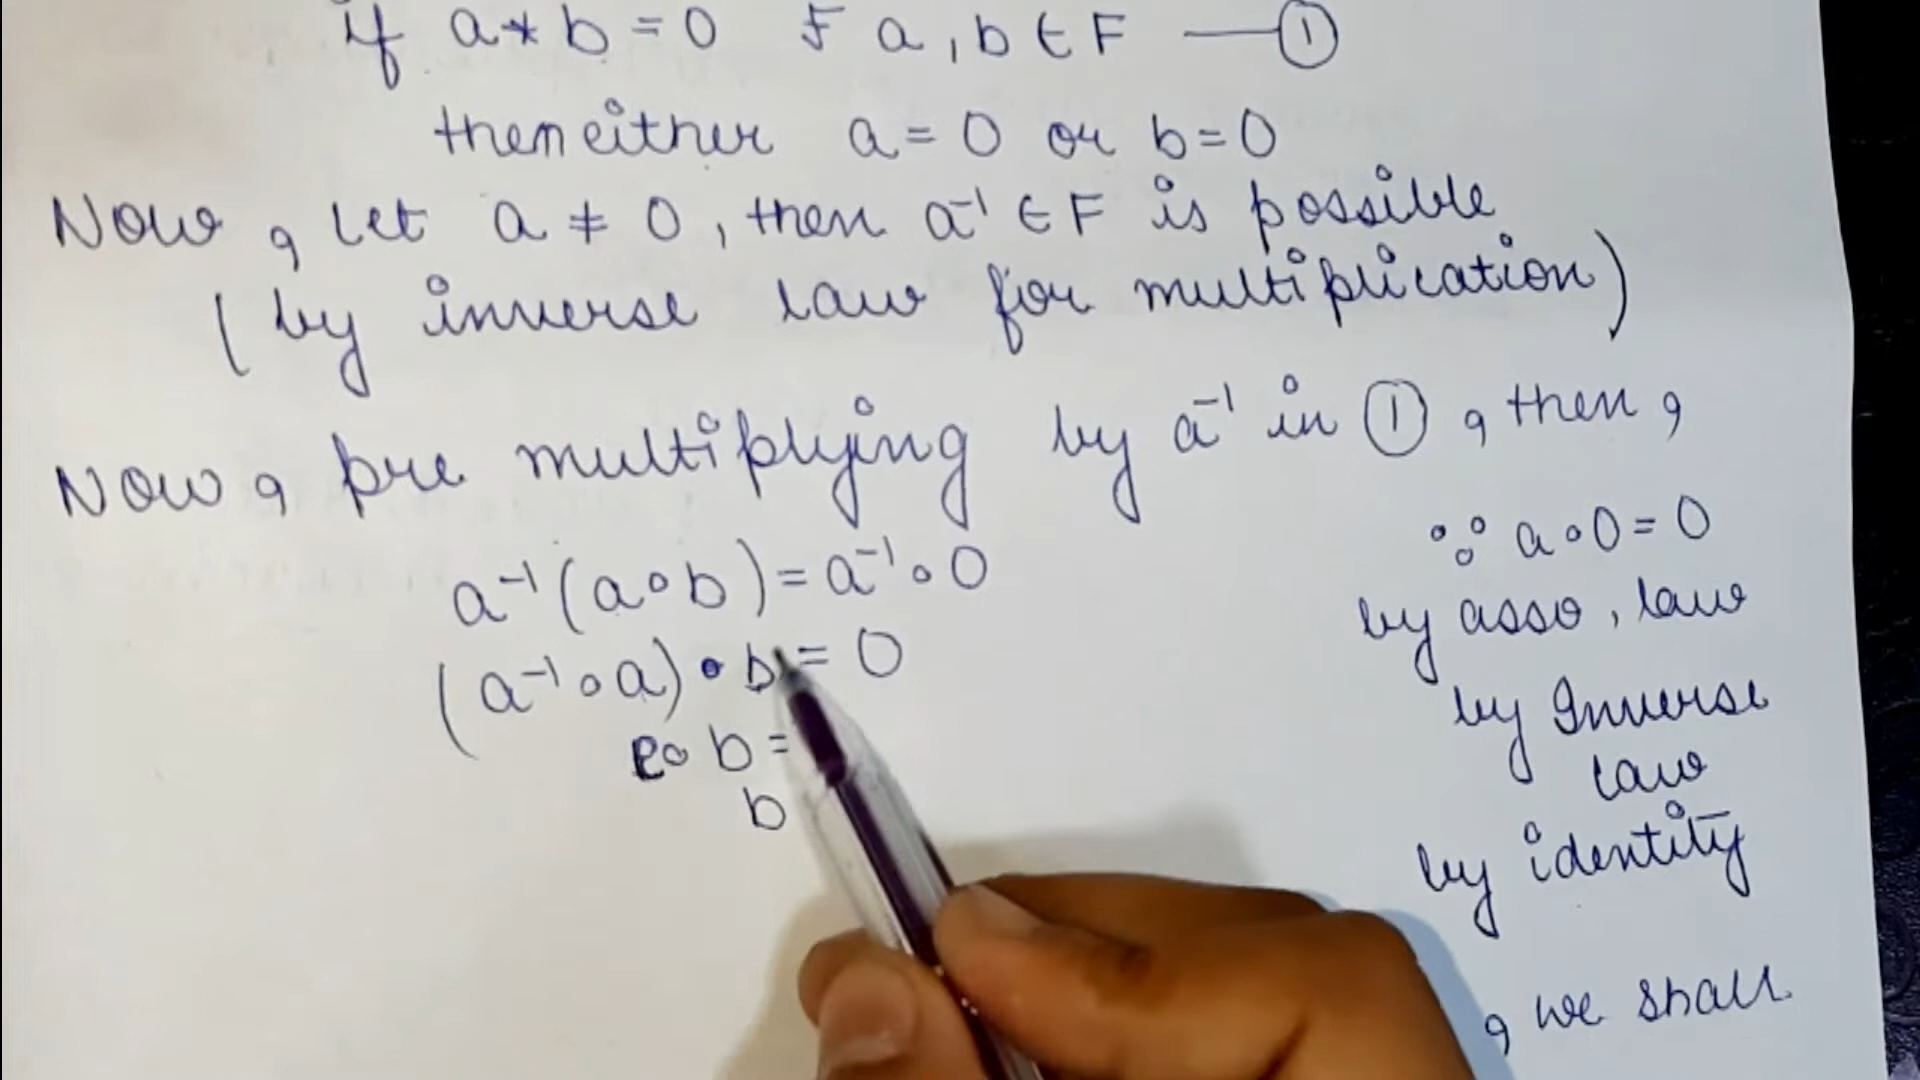 if a * b = 0 ∀ a, b ∈ F — ①
then either a = 0 or b = 0
Now, let a ≠ 0, then a⁻¹ ∈ F is possible
(by inverse law for multiplication)
Now, pre multiplying by a⁻¹ in ①, then,
a⁻¹(a∘b) = a⁻¹∘0
∵ a∘0 = 0
(a⁻¹∘a)∘b = 0
by asso, law
e∘b =
by Inverse
law
b
by identity
, we shall